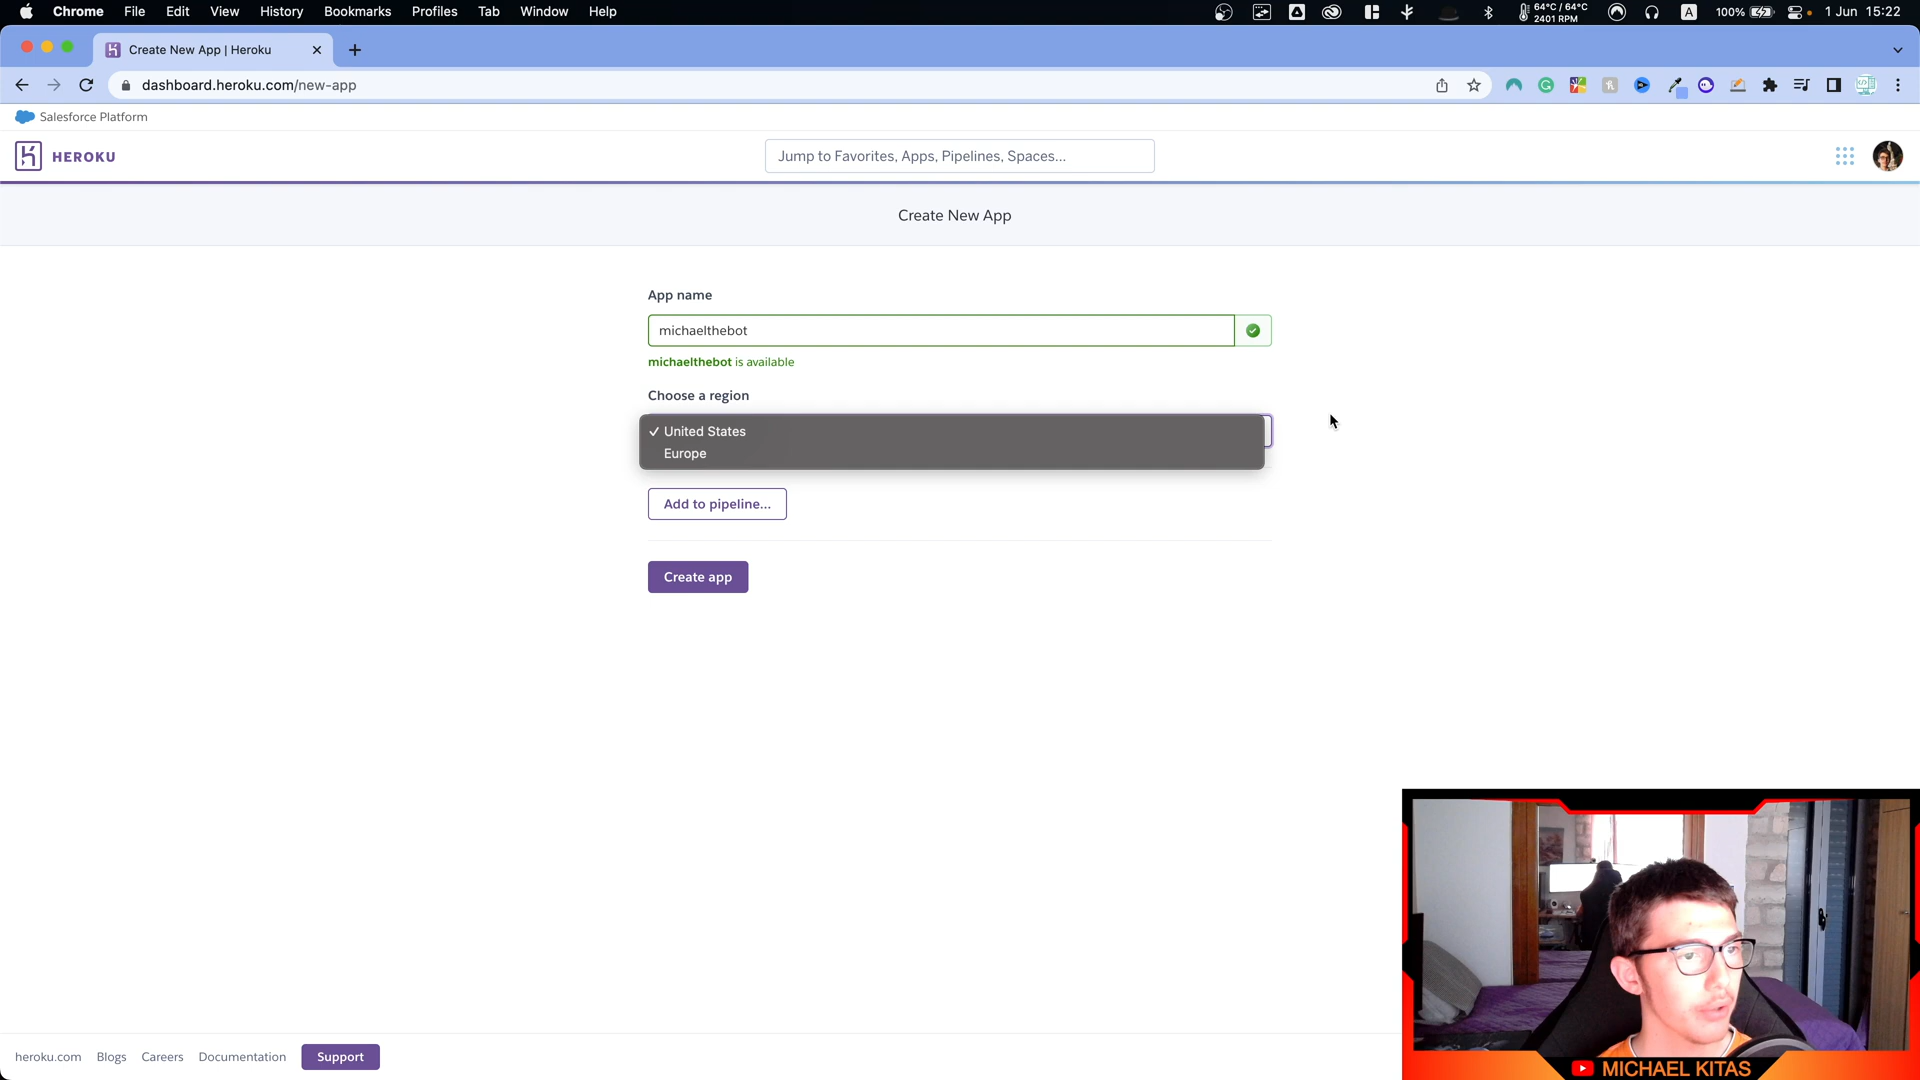 Chrome File Edit View History Bookmarks Profiles Tab Window Help
64°C / 64°C
2401 RPM
A
100%
1 Jun 15:22
Create New App | Heroku
dashboard.heroku.com/new-app
Salesforce Platform
HEROKU
Jump to Favorites, Apps, Pipelines, Spaces...
Create New App
App name
michaelthebot
michaelthebot is available
Choose a region
✓ United States
Europe
Add to pipeline...
Create app
heroku.com Blogs Careers Documentation Support
MICHAEL KITAS